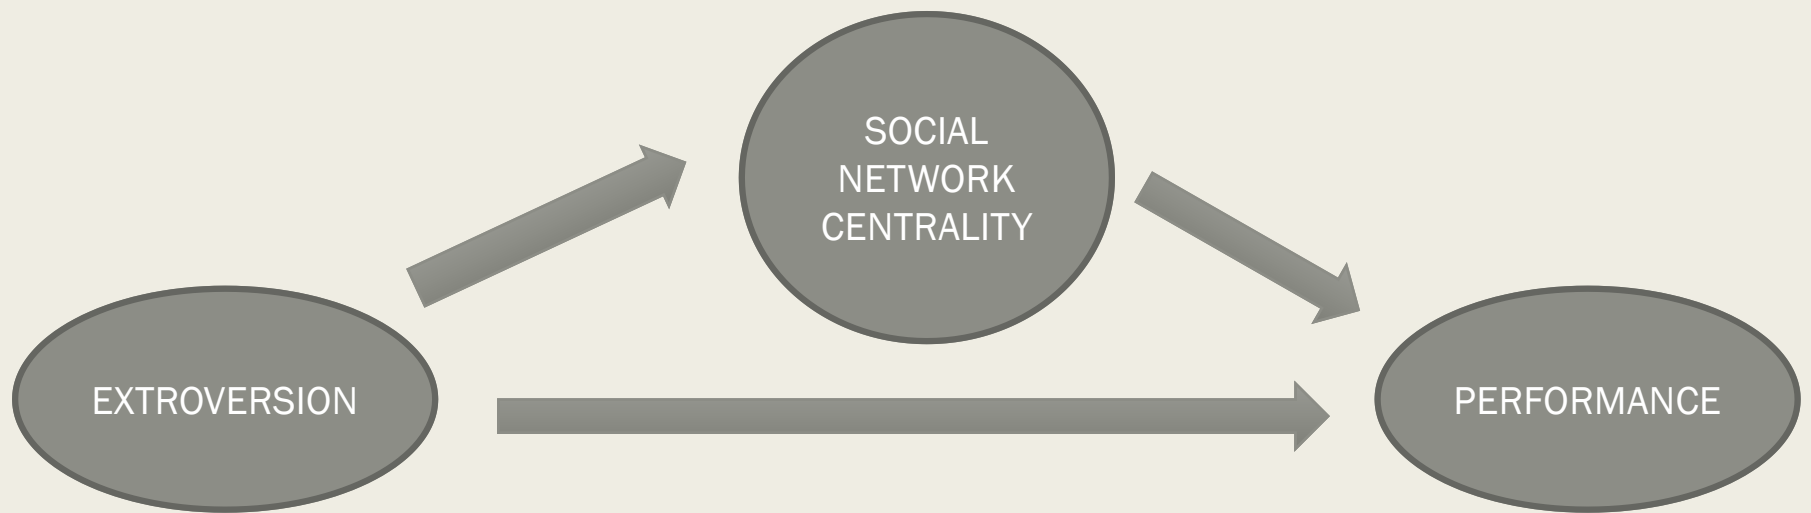 SOCIAL
NETWORK
CENTRALITY
EXTROVERSION
PERFORMANCE